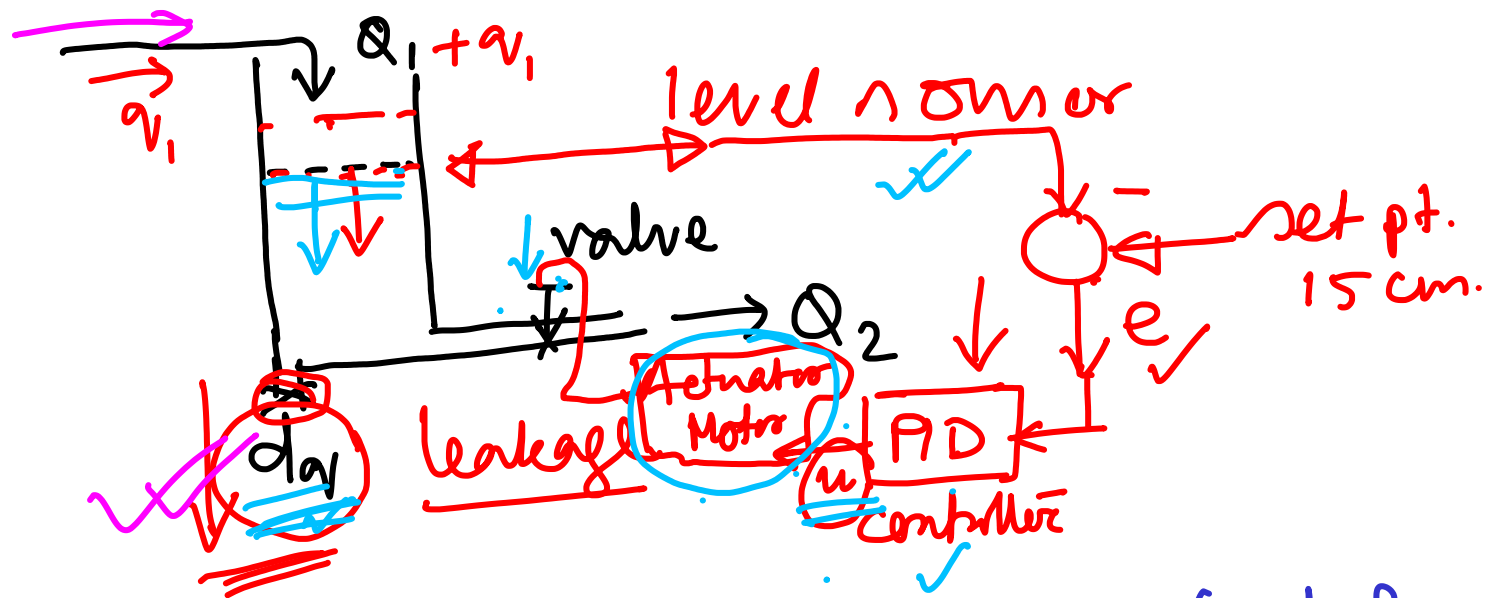 Q1 + q1
q1
level sensor
valve
set pt.
15 cm.
−
e
Q2
Actuator
Motor
PID
u
controller
leakage
dq